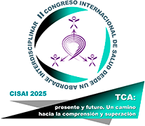 II CONGRESO INTERNACIONAL DE SALUD DESDE UN ABORDAJE INTERDISCIPLINAR
CISAI 2025
TCA:
presente y futuro. Un camino
hacia la comprensión y superación